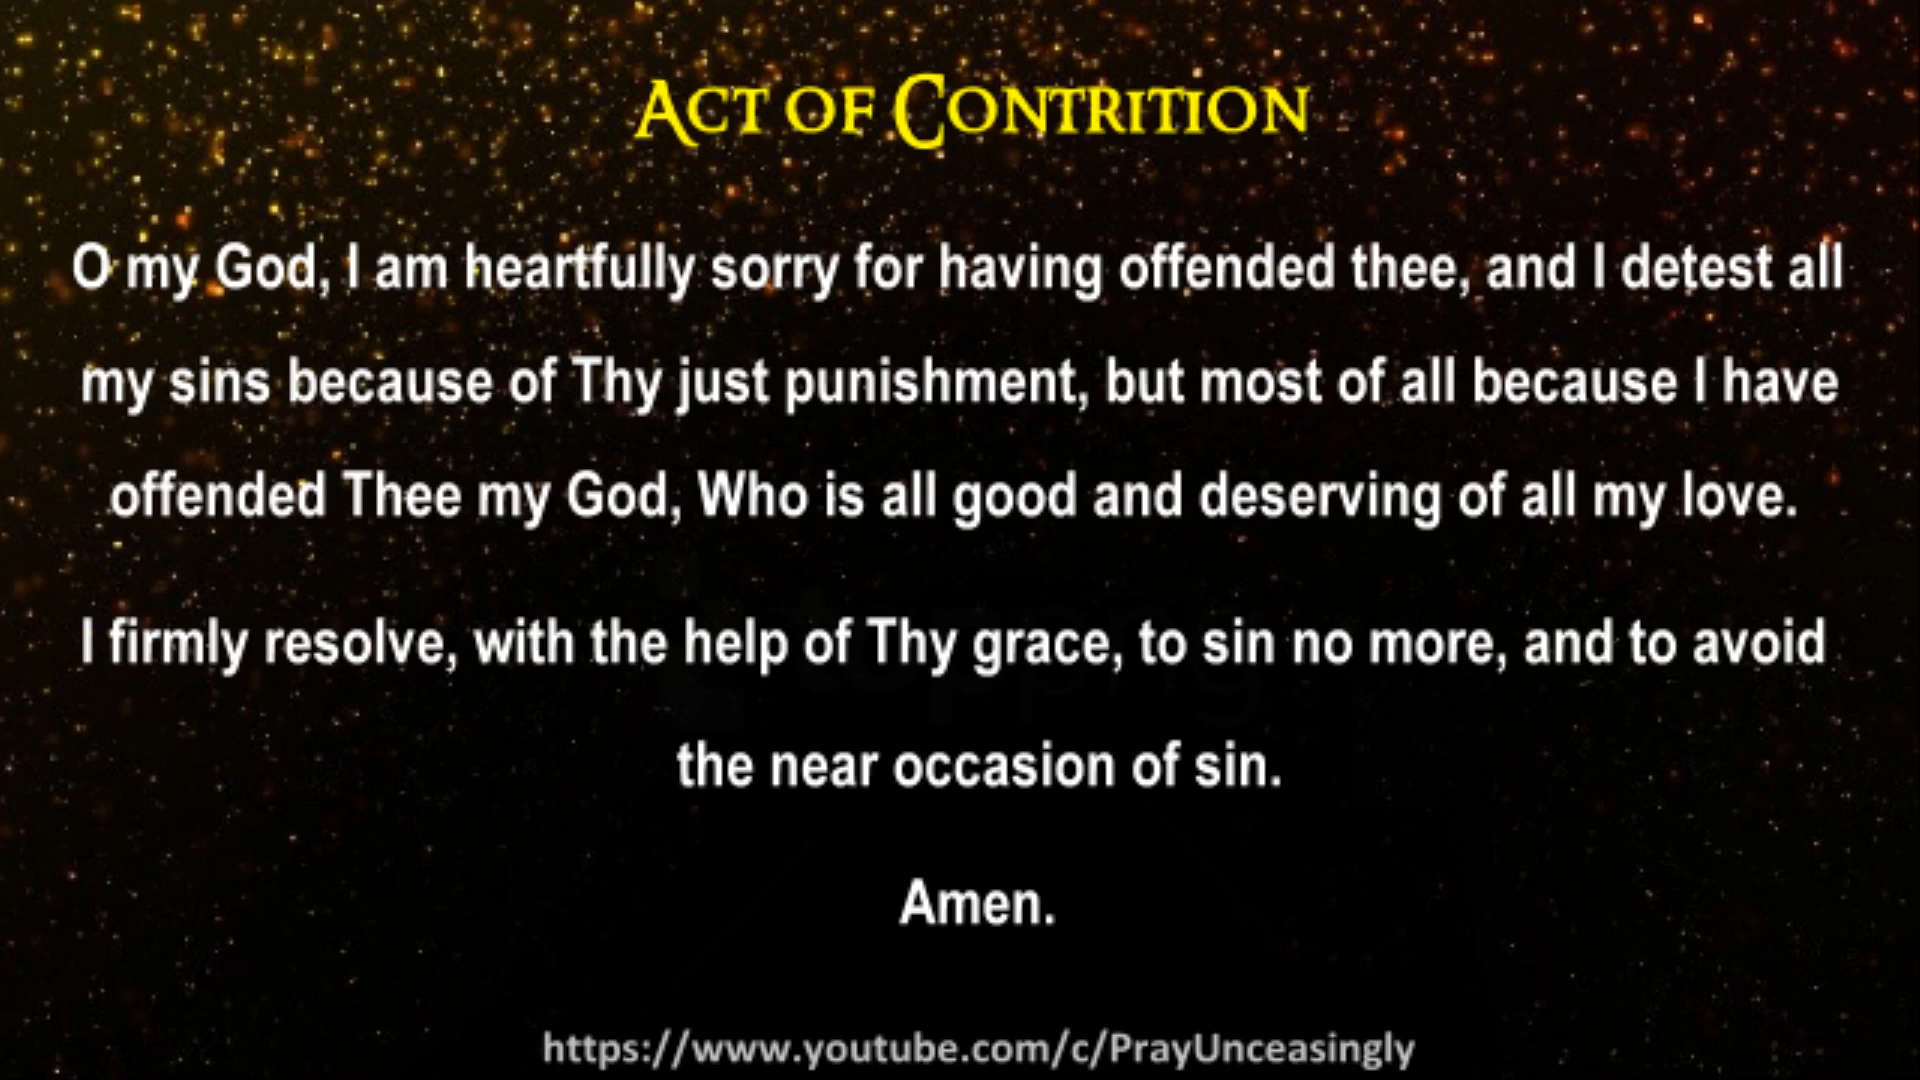 Act of Contrition
O my God, I am heartfully sorry for having offended thee, and I detest all
my sins because of Thy just punishment, but most of all because I have
offended Thee my God, Who is all good and deserving of all my love.
I firmly resolve, with the help of Thy grace, to sin no more, and to avoid
the near occasion of sin.
Amen.
https://www.youtube.com/c/PrayUnceasingly